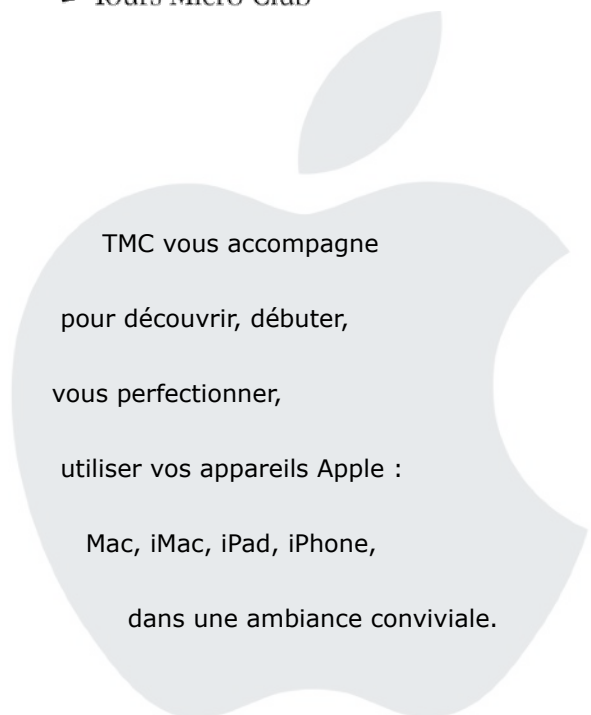 Tours Micro Club
TMC vous accompagne
pour découvrir, débuter,
vous perfectionner,
utiliser vos appareils Apple :
Mac, iMac, iPad, iPhone,
dans une ambiance conviviale.